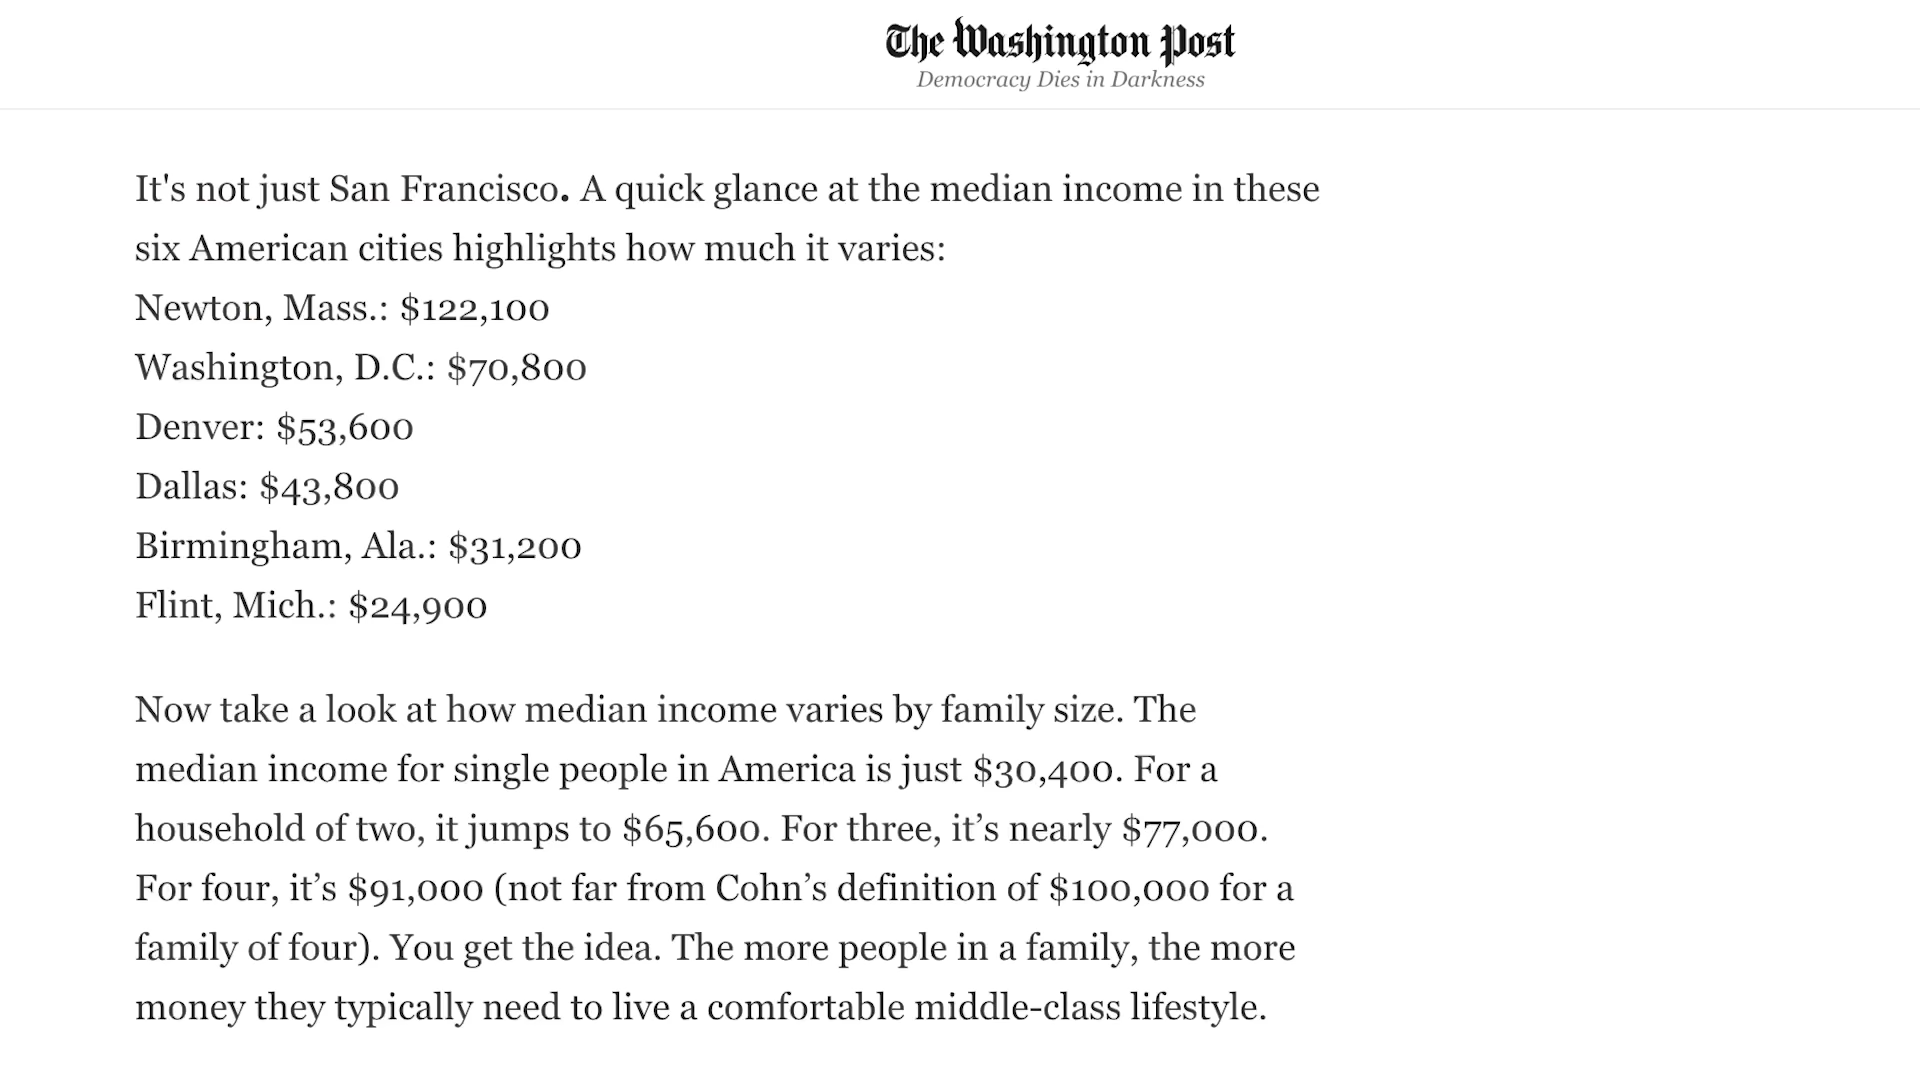 The Washington Post
Democracy Dies in Darkness
It's not just San Francisco. A quick glance at the median income in these
six American cities highlights how much it varies:
Newton, Mass.: $122,100
Washington, D.C.: $70,800
Denver: $53,600
Dallas: $43,800
Birmingham, Ala.: $31,200
Flint, Mich.: $24,900
Now take a look at how median income varies by family size. The
median income for single people in America is just $30,400. For a
household of two, it jumps to $65,600. For three, it’s nearly $77,000.
For four, it’s $91,000 (not far from Cohn’s definition of $100,000 for a
family of four). You get the idea. The more people in a family, the more
money they typically need to live a comfortable middle-class lifestyle.